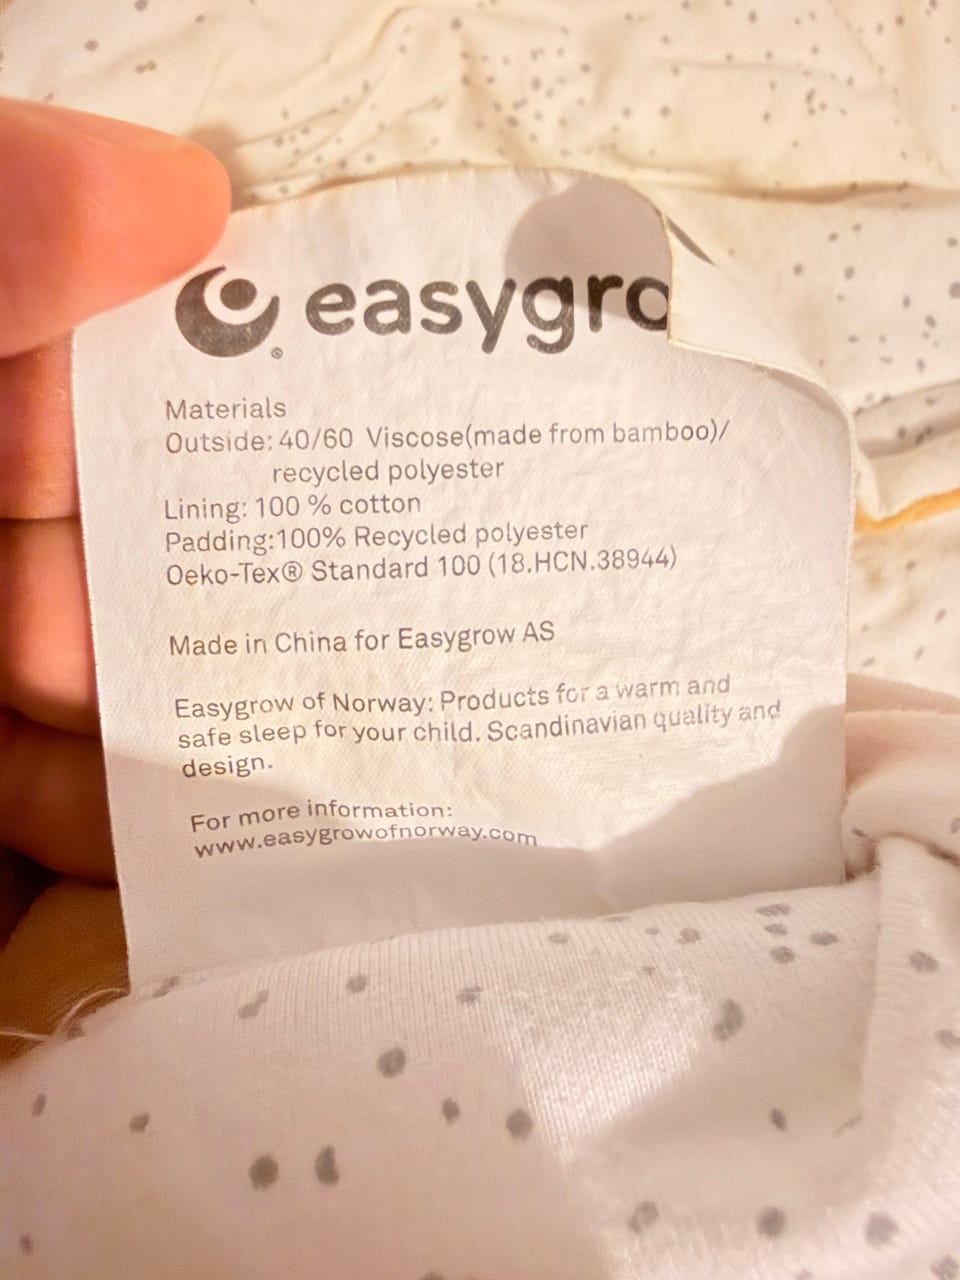 easygro
®
Materials
Outside: 40/60 Viscose(made from bamboo)/
recycled polyester
Lining: 100 % cotton
Padding:100% Recycled polyester
Oeko-Tex® Standard 100 (18.HCN.38944)
Made in China for Easygrow AS
Easygrow of Norway: Products for a warm and
safe sleep for your child. Scandinavian quality and
design.
For more information:
www.easygrowofnorway.com